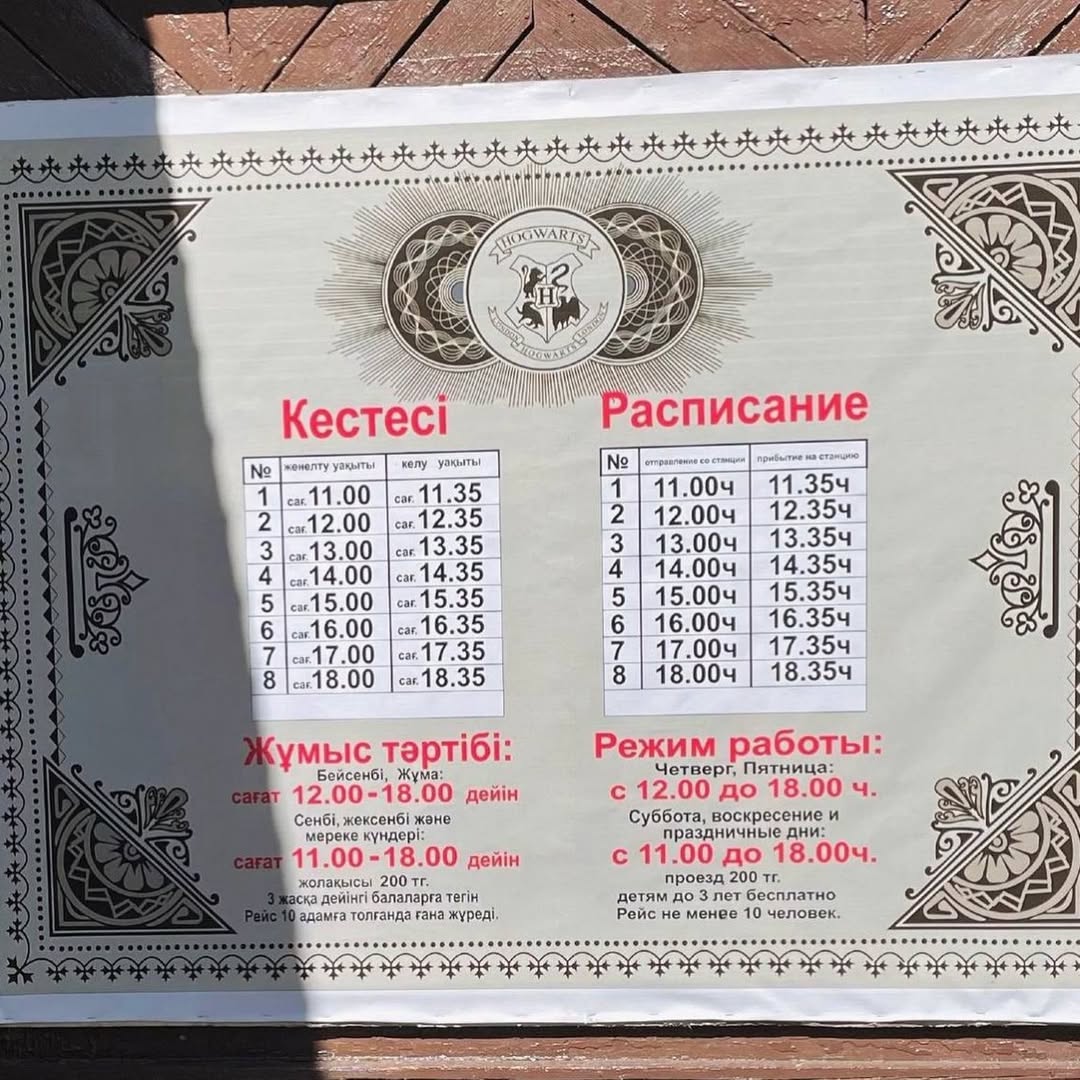 HOGWARTS
H
LONDON HOGWARTS LONDON
Кестесі
№ жөнелту уақыты келу уақыты
1 сағ.11.00 сағ.11.35
2 сағ.12.00 сағ.12.35
3 сағ.13.00 сағ.13.35
4 сағ.14.00 сағ.14.35
5 сағ.15.00 сағ.15.35
6 сағ.16.00 сағ.16.35
7 сағ.17.00 сағ.17.35
8 сағ.18.00 сағ.18.35
Жұмыс тәртібі:
Бейсенбі, Жұма:
сағат 12.00-18.00 дейін
Сенбі, жексенбі және
мереке күндері:
сағат 11.00-18.00 дейін
жолақысы 200 тг.
3 жасқа дейінгі балаларға тегін
Рейс 10 адамға толғанда ғана жүреді.
Расписание
№ отправление со станции прибытие на станцию
1 11.00ч 11.35ч
2 12.00ч 12.35ч
3 13.00ч 13.35ч
4 14.00ч 14.35ч
5 15.00ч 15.35ч
6 16.00ч 16.35ч
7 17.00ч 17.35ч
8 18.00ч 18.35ч
Режим работы:
Четверг, Пятница:
с 12.00 до 18.00 ч.
Суббота, воскресение и
праздничные дни:
с 11.00 до 18.00ч.
проезд 200 тг.
детям до 3 лет бесплатно
Рейс не менее 10 человек.